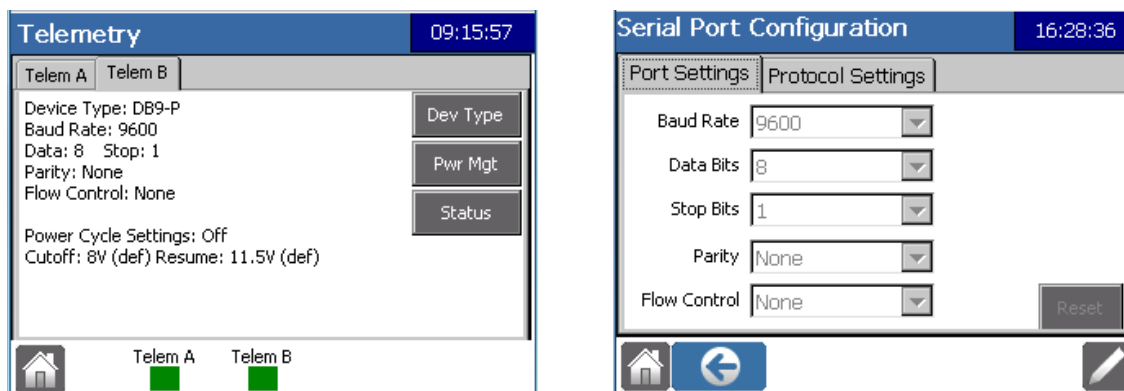 Telemetry
09:15:57
Telem A
Telem B
Device Type: DB9-P
Baud Rate: 9600
Data: 8 Stop: 1
Parity: None
Flow Control: None
Power Cycle Settings: Off
Cutoff: 8V (def) Resume: 11.5V (def)
Dev Type
Pwr Mgt
Status
Telem A
Telem B
Serial Port Configuration
16:28:36
Port Settings
Protocol Settings
Baud Rate 9600
Data Bits 8
Stop Bits 1
Parity None
Flow Control None
Reset